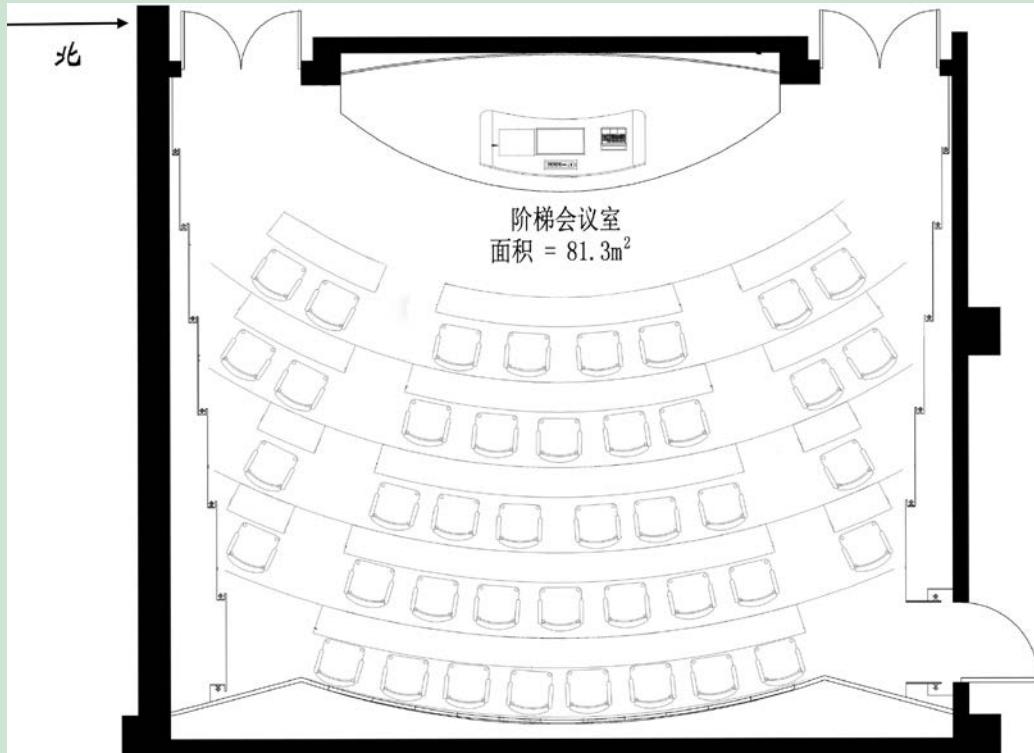 北
阶梯会议室
面积 = 81.3m²